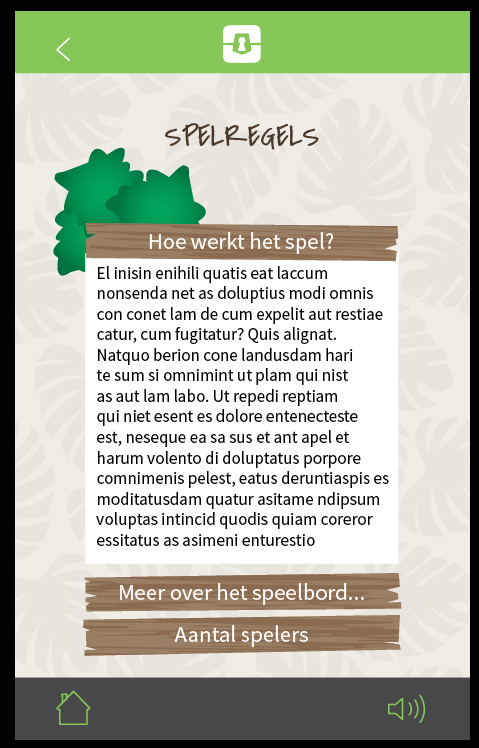 SPELREGELS
Hoe werkt het spel?
El inisin enihili quatis eat laccum
nonsenda net as doluptius modi omnis
con conet lam de cum expelit aut restiae
catur, cum fugitatur? Quis alignat.
Natquo berion cone landusdam hari
te sum si omnimint ut plam qui nist
as aut lam labo. Ut repedi reptiam
qui niet esent es dolore entenecteste
est, neseque ea sa sus et ant apel et
harum volento di doluptatus porpore
comnimenis pelest, eatus deruntiaspis es
moditatusdam quatur asitame ndipsum
voluptas intincid quodis quiam coreror
essitatus as asimeni enturestio
Meer over het speelbord...
Aantal spelers